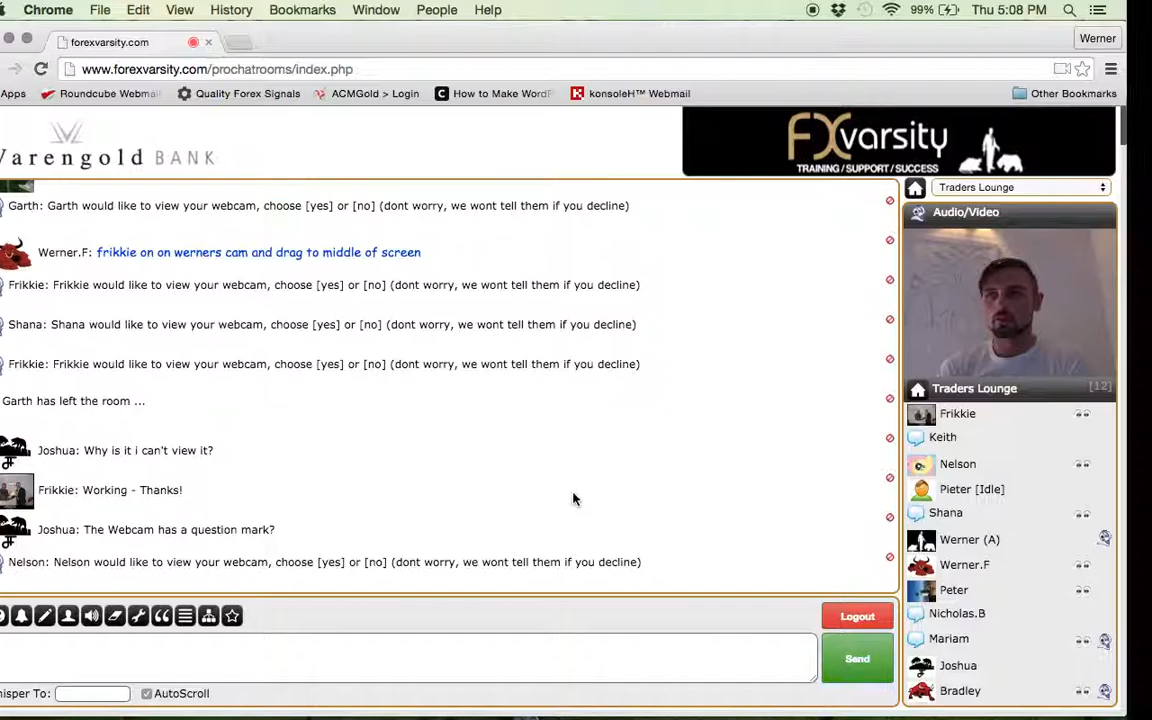 Chrome File Edit View History Bookmarks Window People Help 99% Thu 5:08 PM
forexvarsity.com Werner
www.forexvarsity.com/prochatrooms/index.php
Apps Roundcube Webmai Quality Forex Signals ACMGold > Login How to Make WordP konsoleH™ Webmail Other Bookmarks
Varengold BANK
FXvarsity
TRAINING/SUPPORT/SUCCESS
Traders Lounge
Audio/Video
Garth: Garth would like to view your webcam, choose [yes] or [no] (dont worry, we wont tell them if you decline)
Werner.F: frikkie on on werners cam and drag to middle of screen
Frikkie: Frikkie would like to view your webcam, choose [yes] or [no] (dont worry, we wont tell them if you decline)
Shana: Shana would like to view your webcam, choose [yes] or [no] (dont worry, we wont tell them if you decline)
Frikkie: Frikkie would like to view your webcam, choose [yes] or [no] (dont worry, we wont tell them if you decline)
Garth has left the room ...
Joshua: Why is it i can't view it?
Frikkie: Working - Thanks!
Joshua: The Webcam has a question mark?
Nelson: Nelson would like to view your webcam, choose [yes] or [no] (dont worry, we wont tell them if you decline)
Traders Lounge [12]
Frikkie
Keith
Nelson
Pieter [Idle]
Shana
Werner (A)
Werner.F
Peter
Nicholas.B
Mariam
Joshua
Bradley
Logout
Send
hisper To: AutoScroll